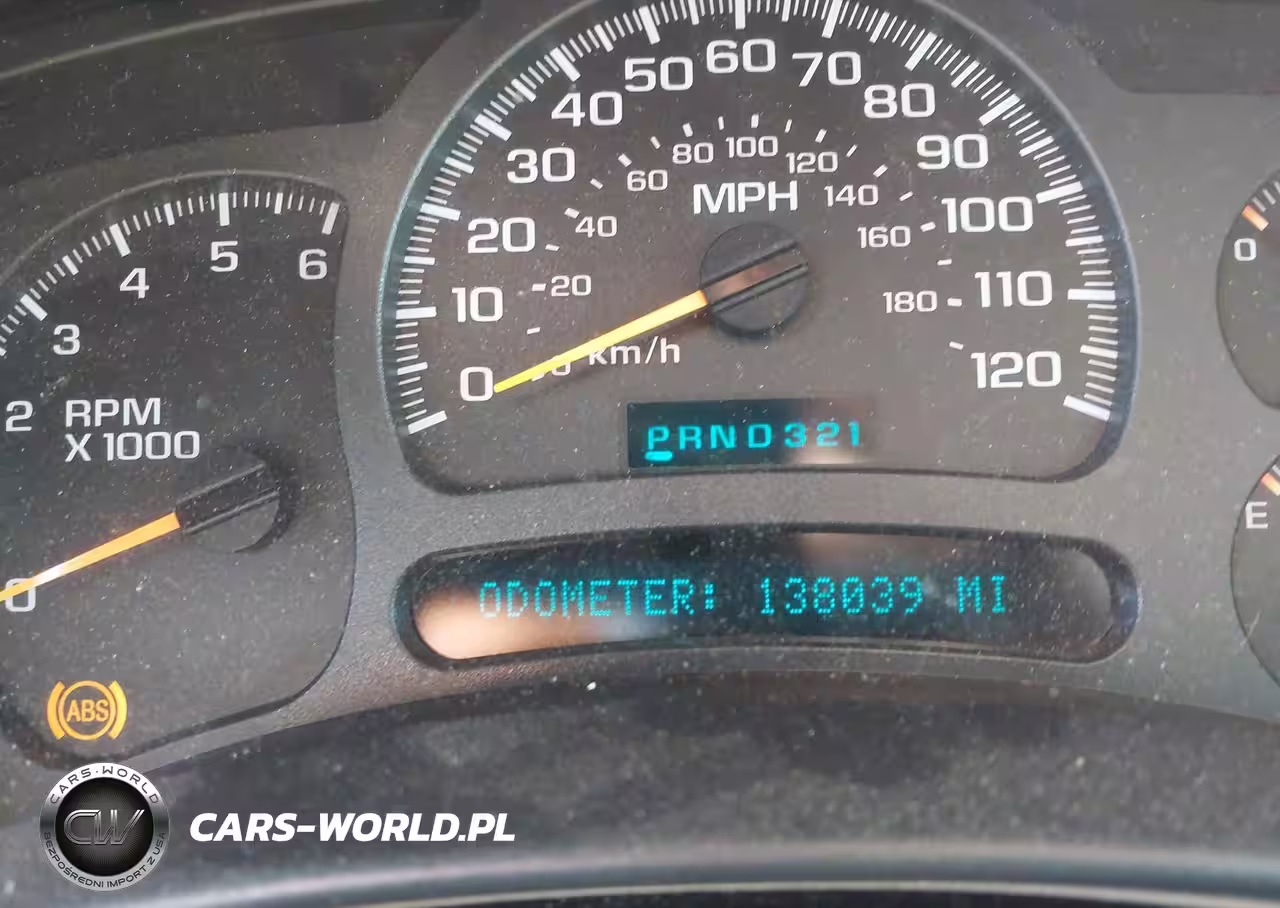 50 60 70
40 80
30 90
20 100
10 110
0 120
60 80 100 120 140
40 160
20 180
MPH
km/h
3 4 5 6
2 RPM
X 1000
0
0
E
PRND321
ODOMETER: 138039 MI
ABS
CARS-WORLD
CW
BEZPOŚREDNI IMPORT Z USA
CARS-WORLD.PL